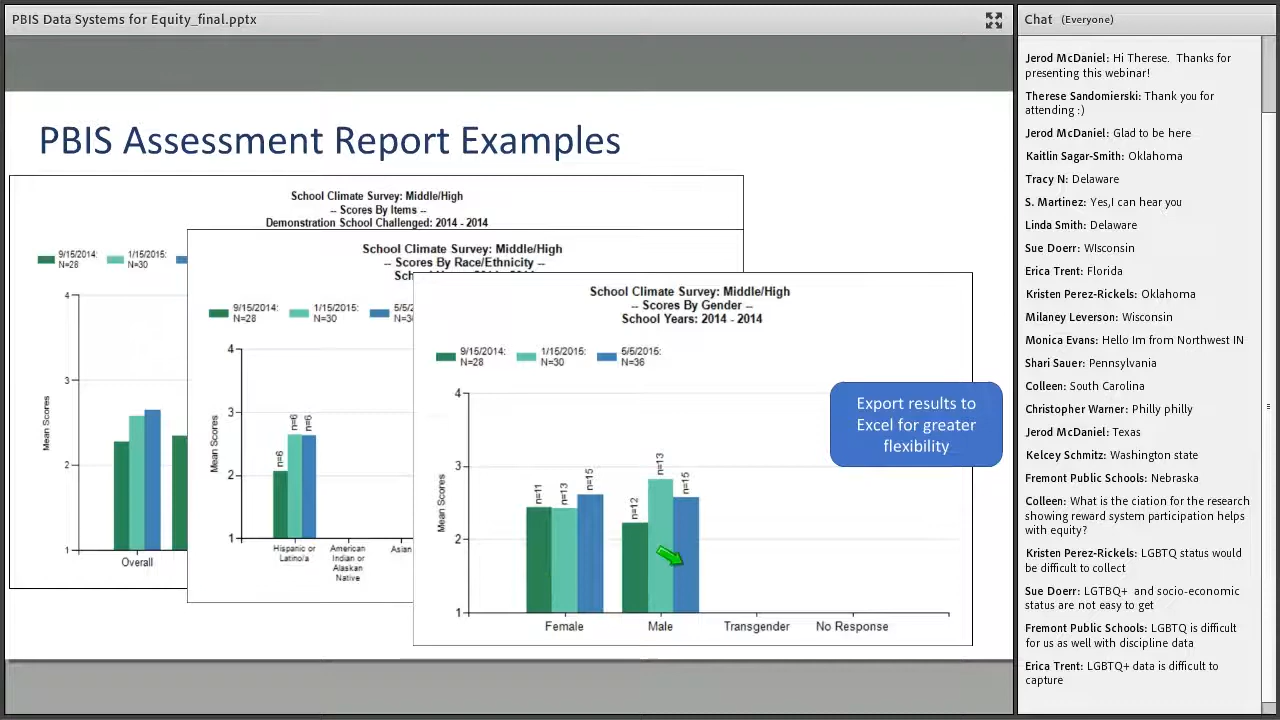 PBIS Data Systems for Equity_final.pptx
PBIS Assessment Report Examples
School Climate Survey: Middle/High
-- Scores By Items --
Demonstration School Challenged: 2014 - 2014
9/15/2014:
N=28
1/15/2015:
N=30
4
3
2
1
Mean Scores
Overall
School Climate Survey: Middle/High
-- Scores By Race/Ethnicity --
9/15/2014:
N=28
1/15/2015:
N=30
4
3
2
1
Mean Scores
n=6
n=6
n=6
Hispanic or
Latino/a
American
Indian or
Alaskan
Native
Asian
School Climate Survey: Middle/High
-- Scores By Gender --
School Years: 2014 - 2014
9/15/2014:
N=28
1/15/2015:
N=30
5/5/2015:
N=36
4
3
2
1
Mean Scores
n=11
n=13
n=15
n=12
n=13
n=15
Female
Male
Transgender
No Response
Export results to
Excel for greater
flexibility
Chat (Everyone)
Jerod McDaniel: Hi Therese. Thanks for
presenting this webinar!
Therese Sandomierski: Thank you for
attending :)
Jerod McDaniel: Glad to be here
Kaitlin Sagar-Smith: Oklahoma
Tracy N: Delaware
S. Martinez: Yes,I can hear you
Linda Smith: Delaware
Sue Doerr: WIsconsin
Erica Trent: Florida
Kristen Perez-Rickels: Oklahoma
Milaney Leverson: Wisconsin
Monica Evans: Hello Im from Northwest IN
Shari Sauer: Pennsylvania
Colleen: South Carolina
Christopher Warner: Philly philly
Jerod McDaniel: Texas
Kelcey Schmitz: Washington state
Fremont Public Schools: Nebraska
Colleen: What is the ciation for the research
showing reward system participation helps
with equity?
Kristen Perez-Rickels: LGBTQ status would
be difficult to collect
Sue Doerr: LGTBQ+ and socio-economic
status are not easy to get
Fremont Public Schools: LGBTQ is difficult
for us as well with discipline data
Erica Trent: LGBTQ+ data is difficult to
capture